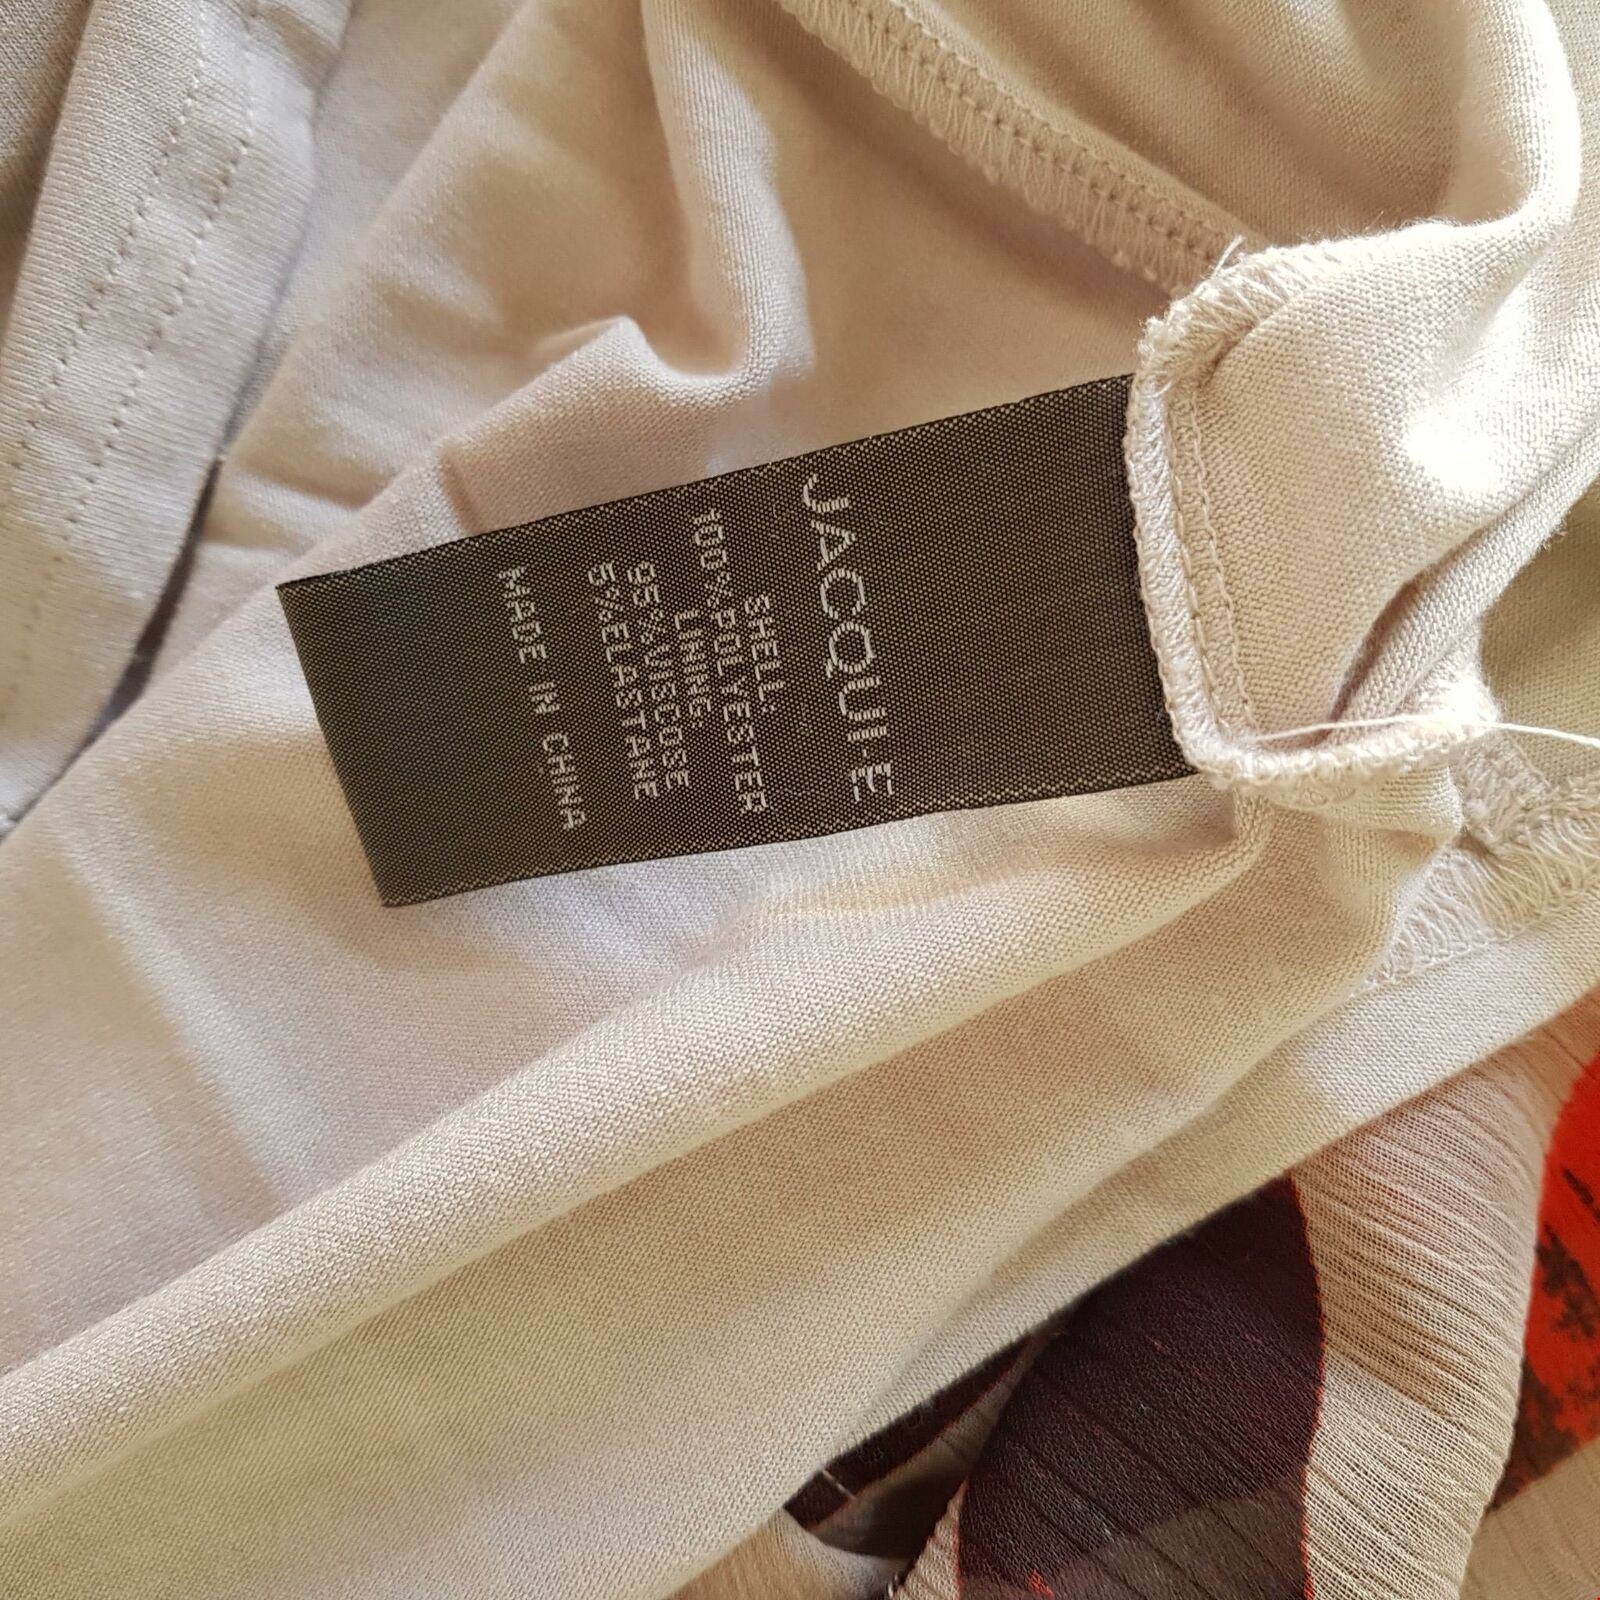 JACQUI·E
SHELL.
100%POLYESTER
LINING.
95%VISCOSE
5%ELASTANE
MADE IN CHINA